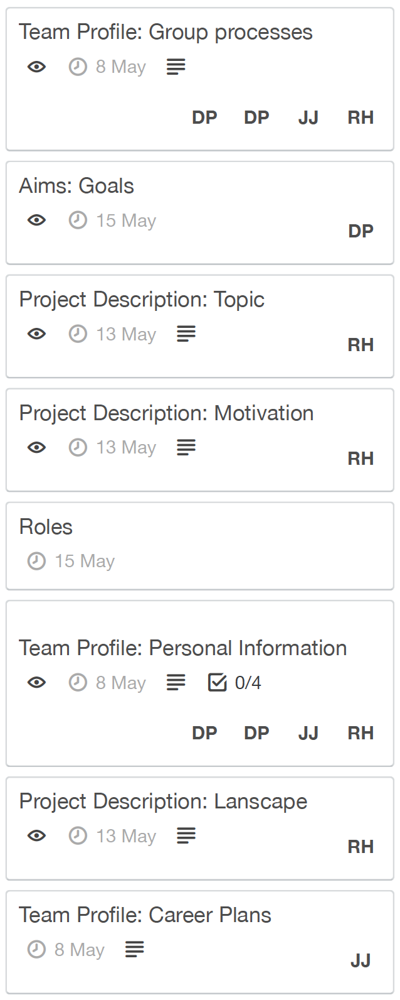 Team Profile: Group processes
8 May
DP DP JJ RH
Aims: Goals
15 May
DP
Project Description: Topic
13 May
RH
Project Description: Motivation
13 May
RH
Roles
15 May
Team Profile: Personal Information
8 May 0/4
DP DP JJ RH
Project Description: Lanscape
13 May
RH
Team Profile: Career Plans
8 May
JJ